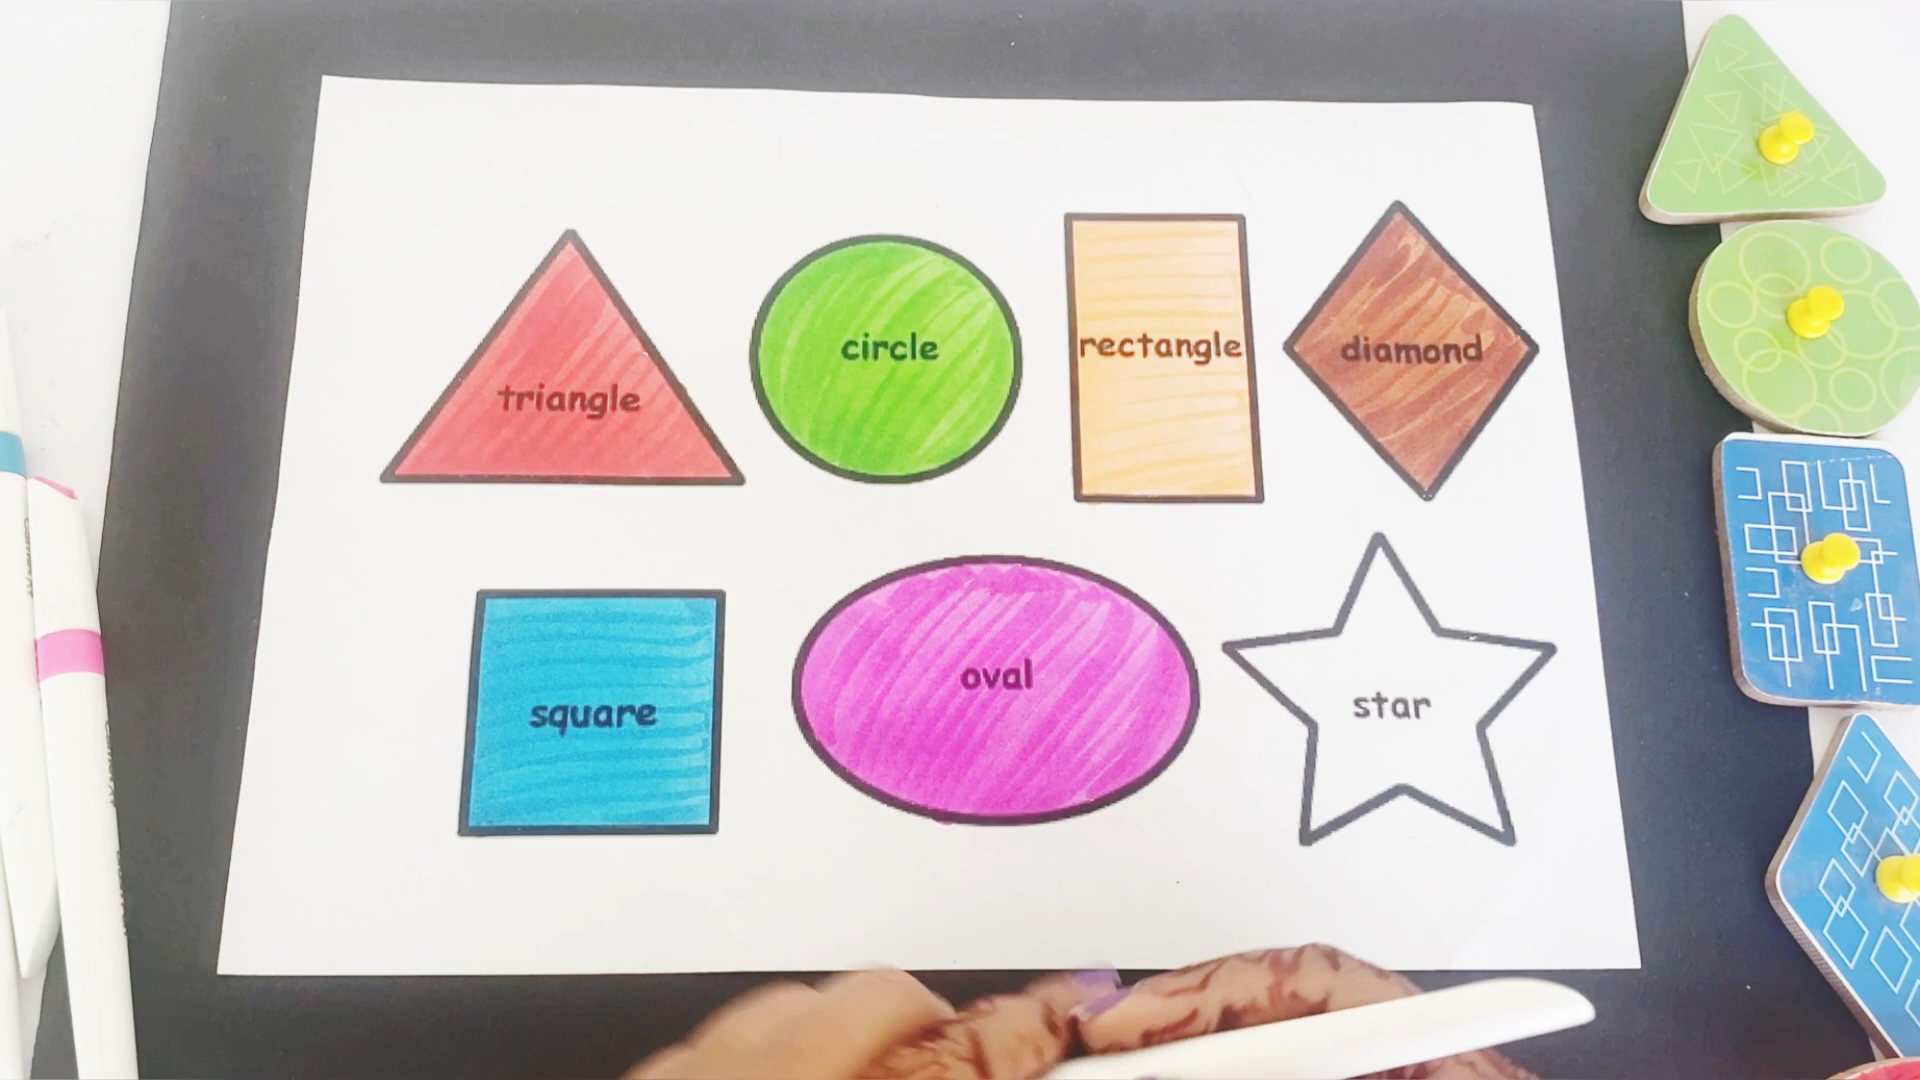 triangle
circle
rectangle
diamond
square
oval
star